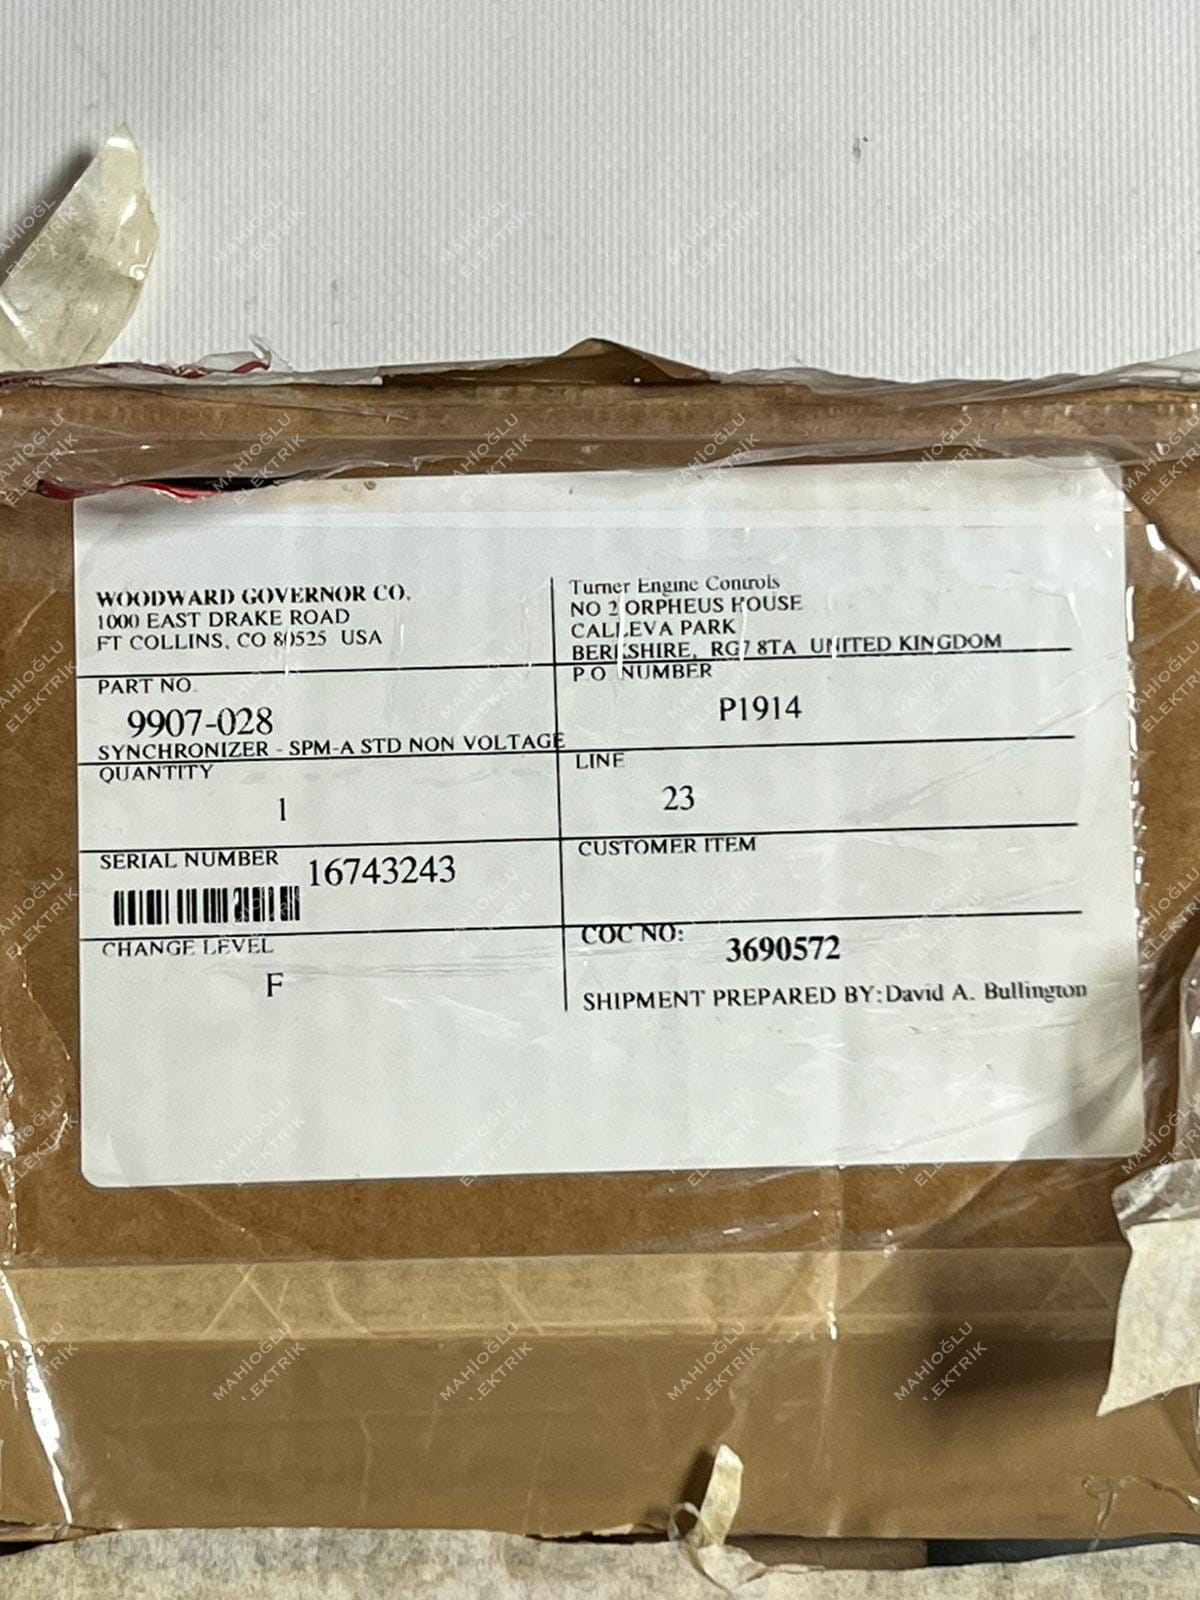 WOODWARD GOVERNOR CO.
1000 EAST DRAKE ROAD
FT COLLINS, CO 80525 USA
Turner Engine Controls
NO 2 ORPHEUS HOUSE
CALLEVA PARK
BERKSHIRE, RG7 8TA UNITED KINGDOM
PART NO.
9907-028
SYNCHRONIZER - SPM-A STD NON VOLTAGE
P O NUMBER
P1914
QUANTITY
1
LINE
23
SERIAL NUMBER 16743243
CUSTOMER ITEM
CHANGE LEVEL
F
COC NO: 3690572
SHIPMENT PREPARED BY:David A. Bullington
MAHİOĞLU
ELEKTRİK